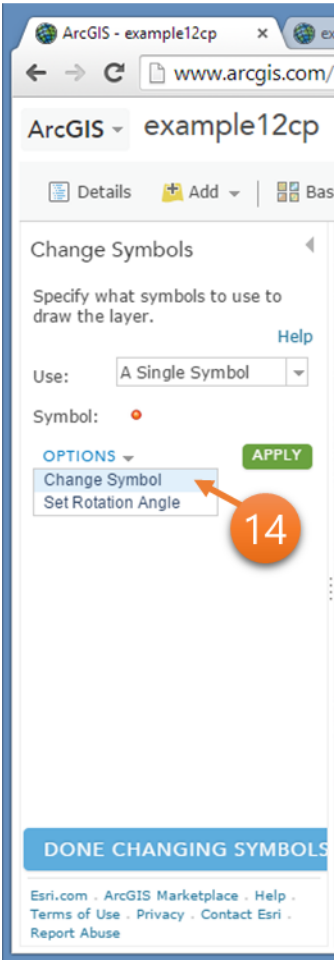 ArcGIS - example12cp
www.arcgis.com/
ArcGIS example12cp
Details Add
Change Symbols
Specify what symbols to use to
draw the layer.
Help
Use: A Single Symbol
Symbol:
OPTIONS APPLY
Change Symbol
Set Rotation Angle
14
DONE CHANGING SYMBOLS
Esri.com . ArcGIS Marketplace . Help .
Terms of Use . Privacy . Contact Esri .
Report Abuse